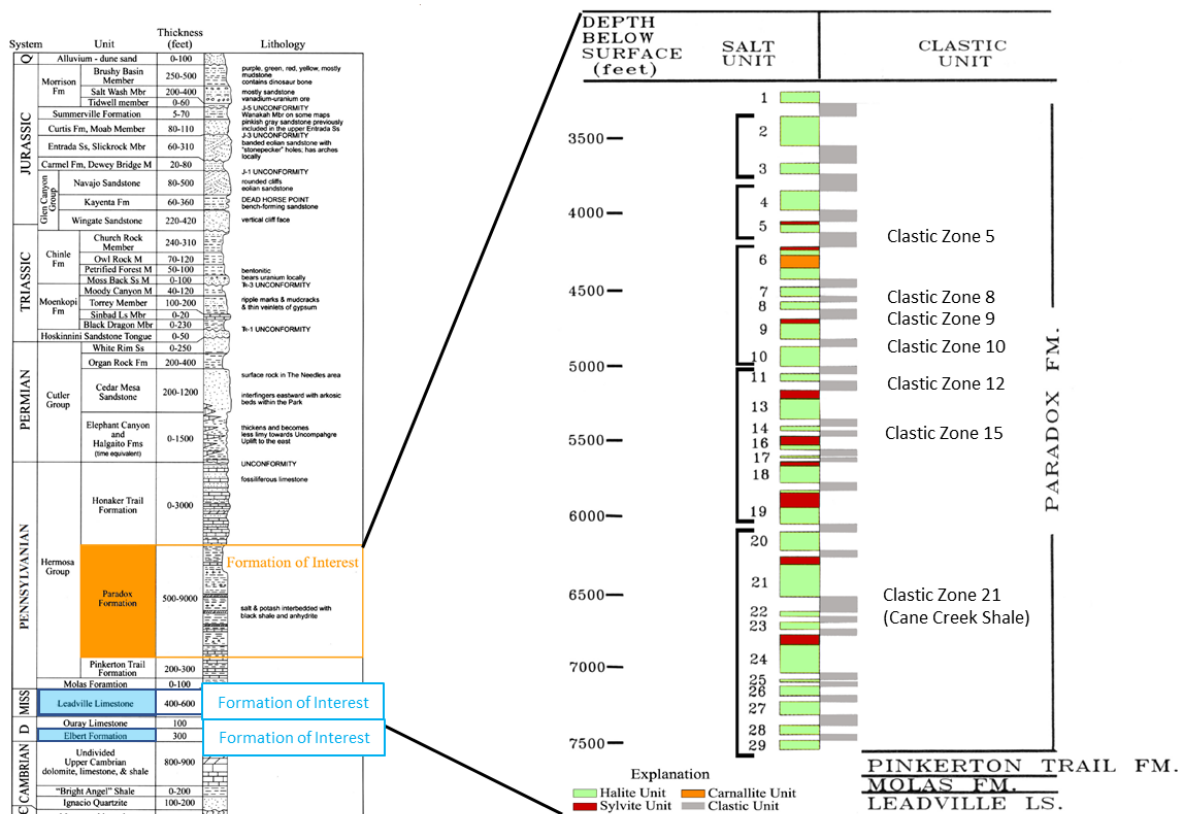 System Unit Thickness (feet) Lithology
Q Alluvium - dune sand 0-100
JURASSIC
Morrison Fm
Brushy Basin Member 250-500 purple, green, red, yellow, mostly mudstone
contains dinosaur bone
Salt Wash Mbr 200-400 mostly sandstone
vanadium-uranium ore
Tidwell member 0-60
Summerville Formation 5-70 J-5 UNCONFORMITY
Wanakah Mbr on some maps
Curtis Fm, Moab Member 80-110 pinkish gray sandstone previously
included in the upper Entrada Ss
J-3 UNCONFORMITY
Entrada Ss, Slickrock Mbr 60-310 banded eolian sandstone with
"stonepecker" holes; has arches
locally
Carmel Fm, Dewey Bridge M 20-80
J-1 UNCONFORMITY
Glen Canyon Group
Navajo Sandstone 80-500 rounded cliffs
eolian sandstone
Kayenta Fm 60-360 DEAD HORSE POINT
bench-forming sandstone
Wingate Sandstone 220-420 vertical cliff face
TRIASSIC
Chinle Fm
Church Rock Member 240-310
Owl Rock M 70-120
Petrified Forest M 50-100 bentonitic
Moss Back Ss M 0-100 bears uranium locally
Tr-3 UNCONFORMITY
Moenkopi Fm
Moody Canyon M 40-120
Torrey Member 100-200 ripple marks & mudcracks
& thin veinlets of gypsum
Sinbad Ls Mbr 0-20
Black Dragon Mbr 0-230
Tr-1 UNCONFORMITY
Hoskinnini Sandstone Tongue 0-50
PERMIAN
Cutler Group
White Rim Ss 0-250
Organ Rock Fm 200-400
surface rock in The Needles area
Cedar Mesa Sandstone 200-1200 interfingers eastward with arkosic
beds within the Park
Elephant Canyon and Halgaito Fms (time equivalent) 0-1500 thickens and becomes
less limy towards Uncompahgre
Uplift to the east
UNCONFORMITY
PENNSYLVANIAN
Hermosa Group
fossiliferous limestone
Honaker Trail Formation 0-3000
Formation of Interest
Paradox Formation 500-9000 salt & potash interbedded with
black shale and anhydrite
Pinkerton Trail Formation 200-300
Molas Foramtion 0-100
MISS Leadville Limestone 400-600 Formation of Interest
D Ouray Limestone 100
Elbert Formation 300 Formation of Interest
CAMBRIAN
Undivided Upper Cambrian dolomite, limestone, & shale 800-900
"Bright Angel" Shale 0-200
Ignacio Quartzite 100-200
DEPTH BELOW SURFACE (feet) SALT UNIT CLASTIC UNIT
1
2
3500
3
4
4000
5
Clastic Zone 5
6
7
4500
8
Clastic Zone 8
9
Clastic Zone 9
10
Clastic Zone 10
5000
11
Clastic Zone 12
13
14
Clastic Zone 15
5500
16
17
18
19
6000
20
21
6500
Clastic Zone 21
(Cane Creek Shale)
22
23
24
7000
25
26
27
28
7500
29
PARADOX FM.
PINKERTON TRAIL FM.
MOLAS FM.
LEADVILLE LS.
Explanation
Halite Unit Carnallite Unit
Sylvite Unit Clastic Unit